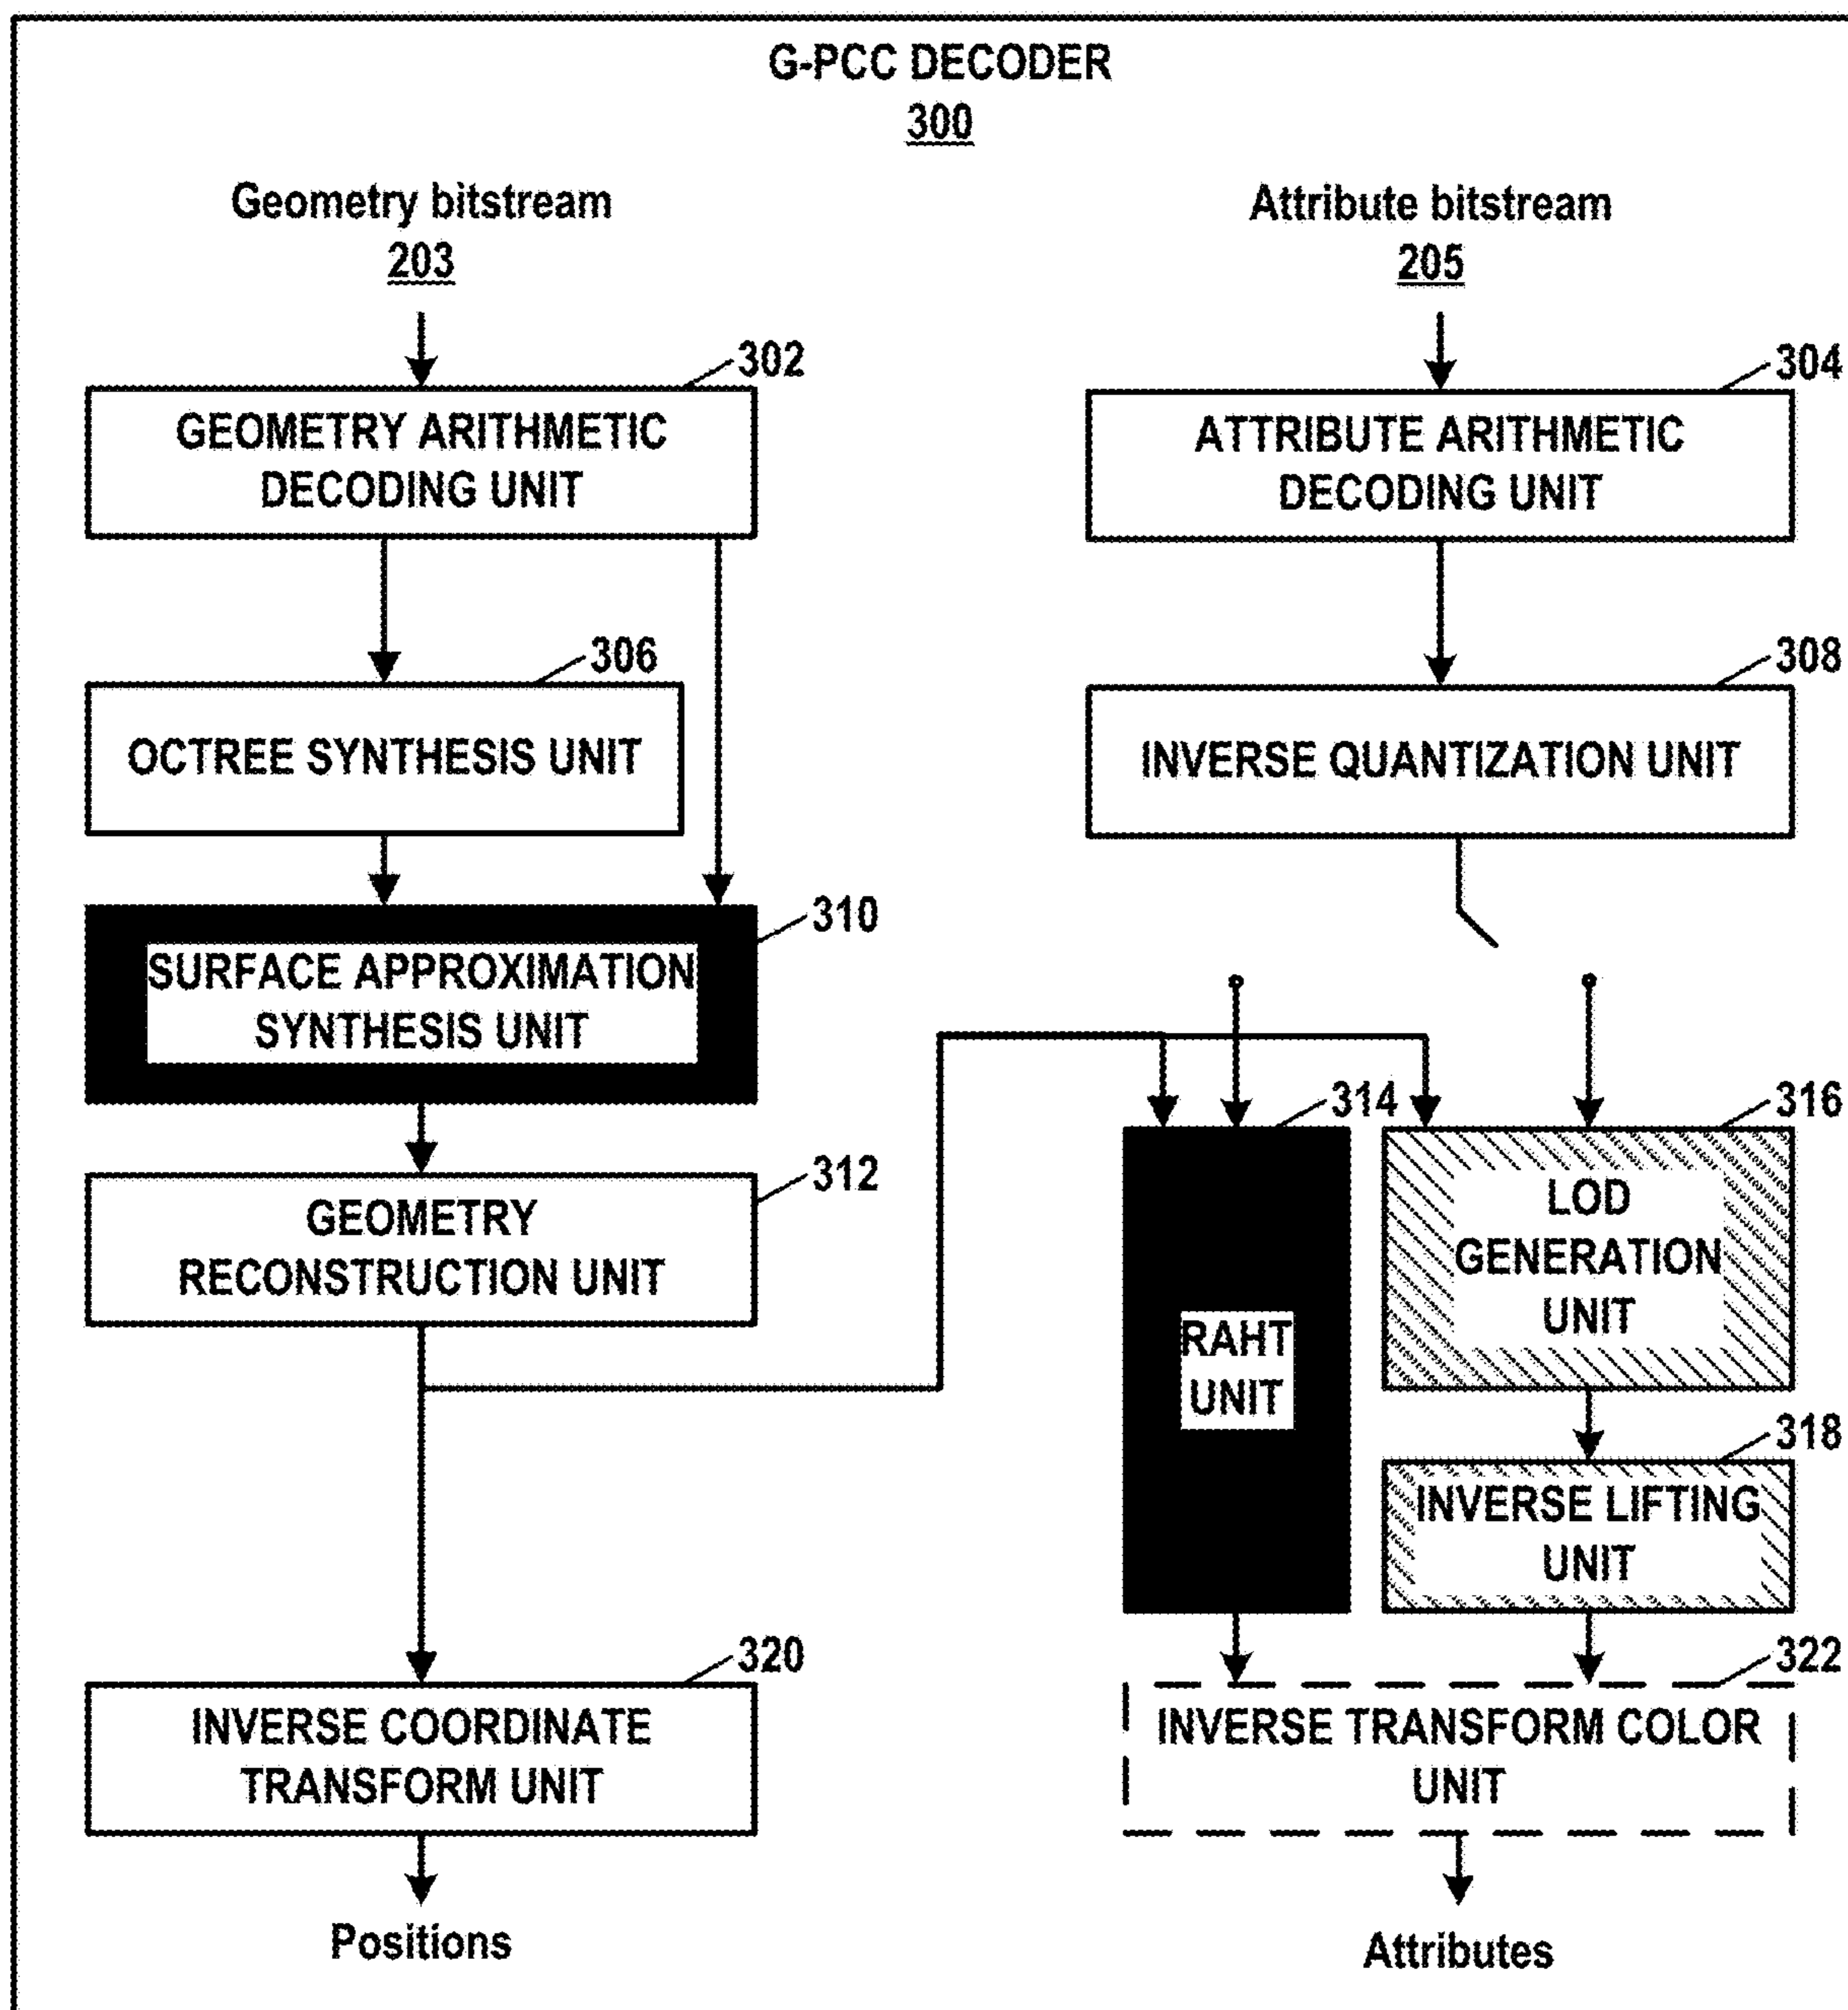 G-PCC DECODER
300
Geometry bitstream
203
Attribute bitstream
205
302
GEOMETRY ARITHMETIC
DECODING UNIT
304
ATTRIBUTE ARITHMETIC
DECODING UNIT
306
OCTREE SYNTHESIS UNIT
308
INVERSE QUANTIZATION UNIT
310
SURFACE APPROXIMATION
SYNTHESIS UNIT
312
GEOMETRY
RECONSTRUCTION UNIT
314
RAHT
UNIT
316
LOD
GENERATION
UNIT
318
INVERSE LIFTING
UNIT
320
INVERSE COORDINATE
TRANSFORM UNIT
322
INVERSE TRANSFORM COLOR
UNIT
Positions
Attributes